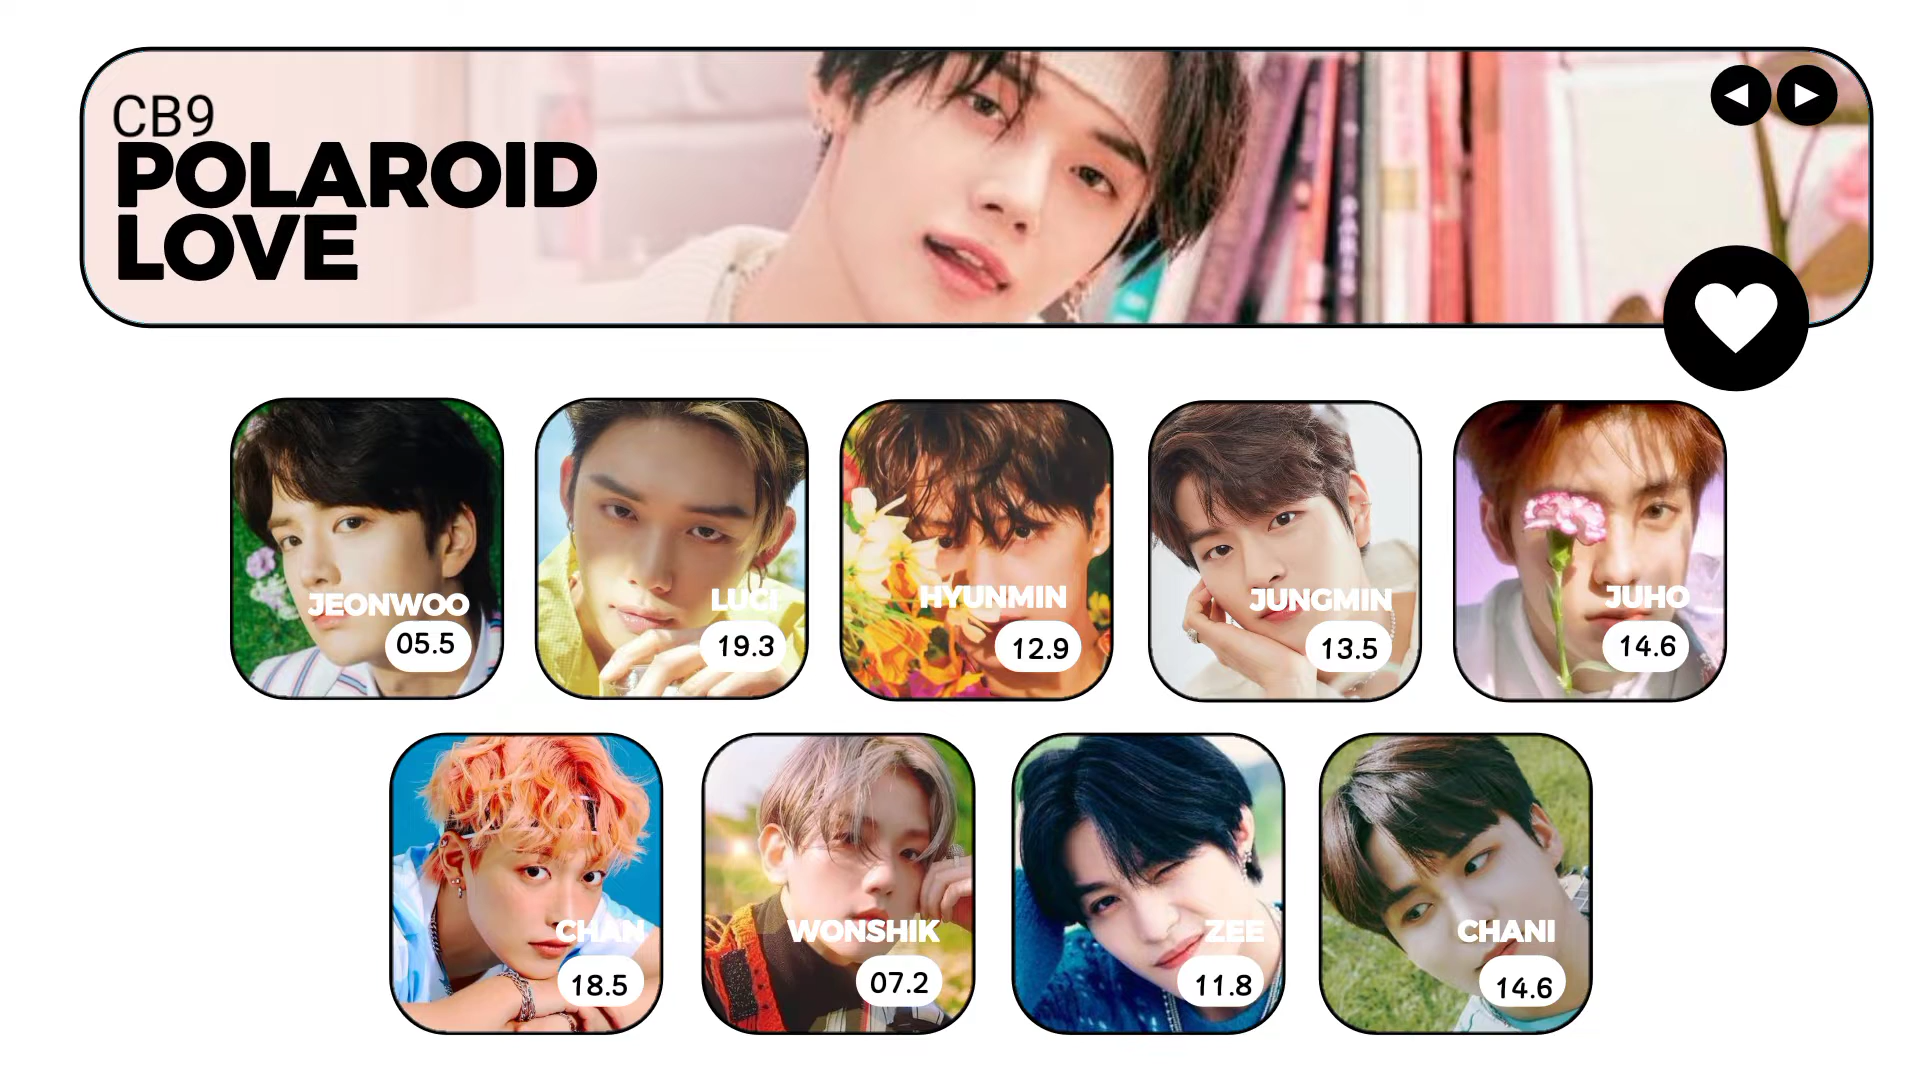 CB9
POLAROID
LOVE
JEONWOO
05.5
LUCI
19.3
HYUNMIN
12.9
JUNGMIN
13.5
JUHO
14.6
CHAN
18.5
WONSHIK
07.2
ZEE
11.8
CHANI
14.6